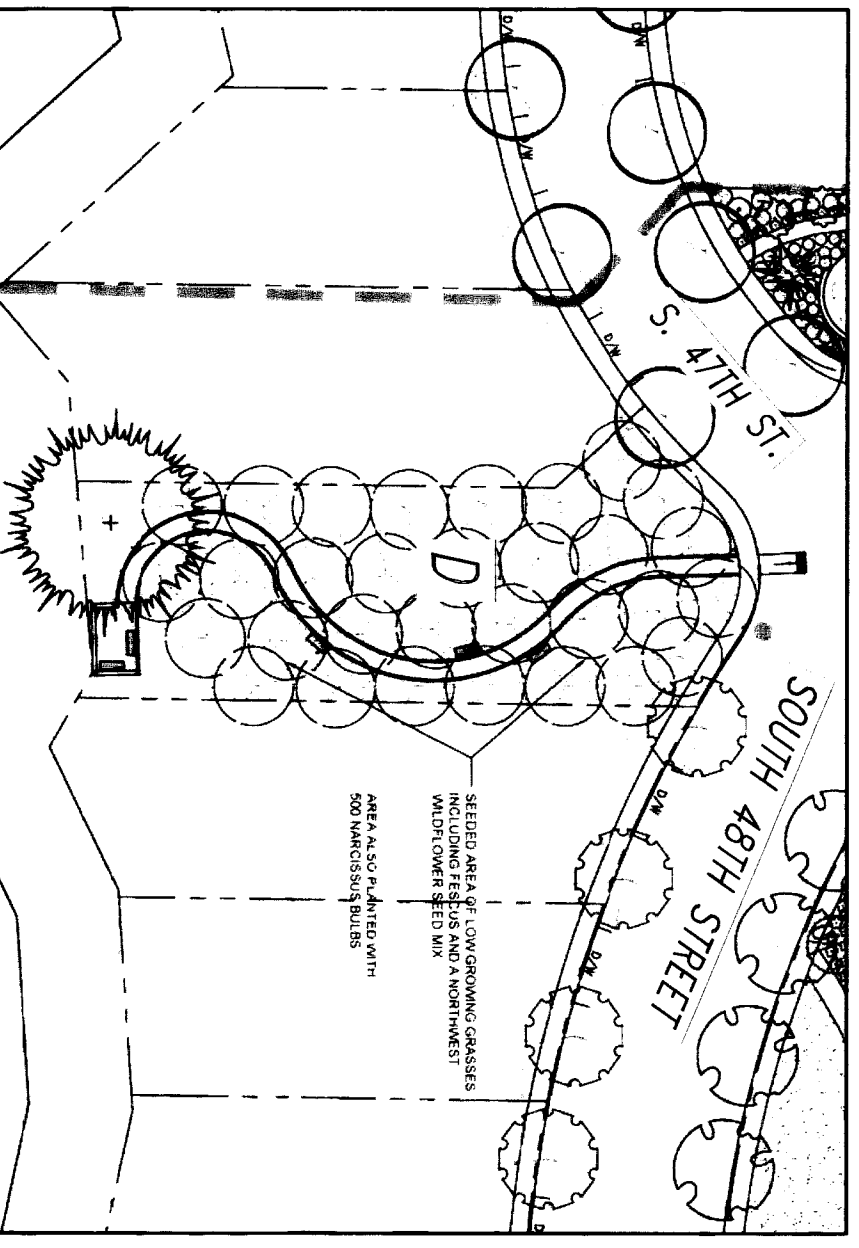 D/W
D/W
D/W
D/W
S. 47TH ST.
D
SOUTH 48TH STREET
D/W
D/W
D
SEEDED AREA OF LOW GROWING GRASSES
INCLUDING FESCUS AND A NORTHWEST
WILDFLOWER SEED MIX
AREA ALSO PLANTED WITH
500 NARCISSUS BULBS